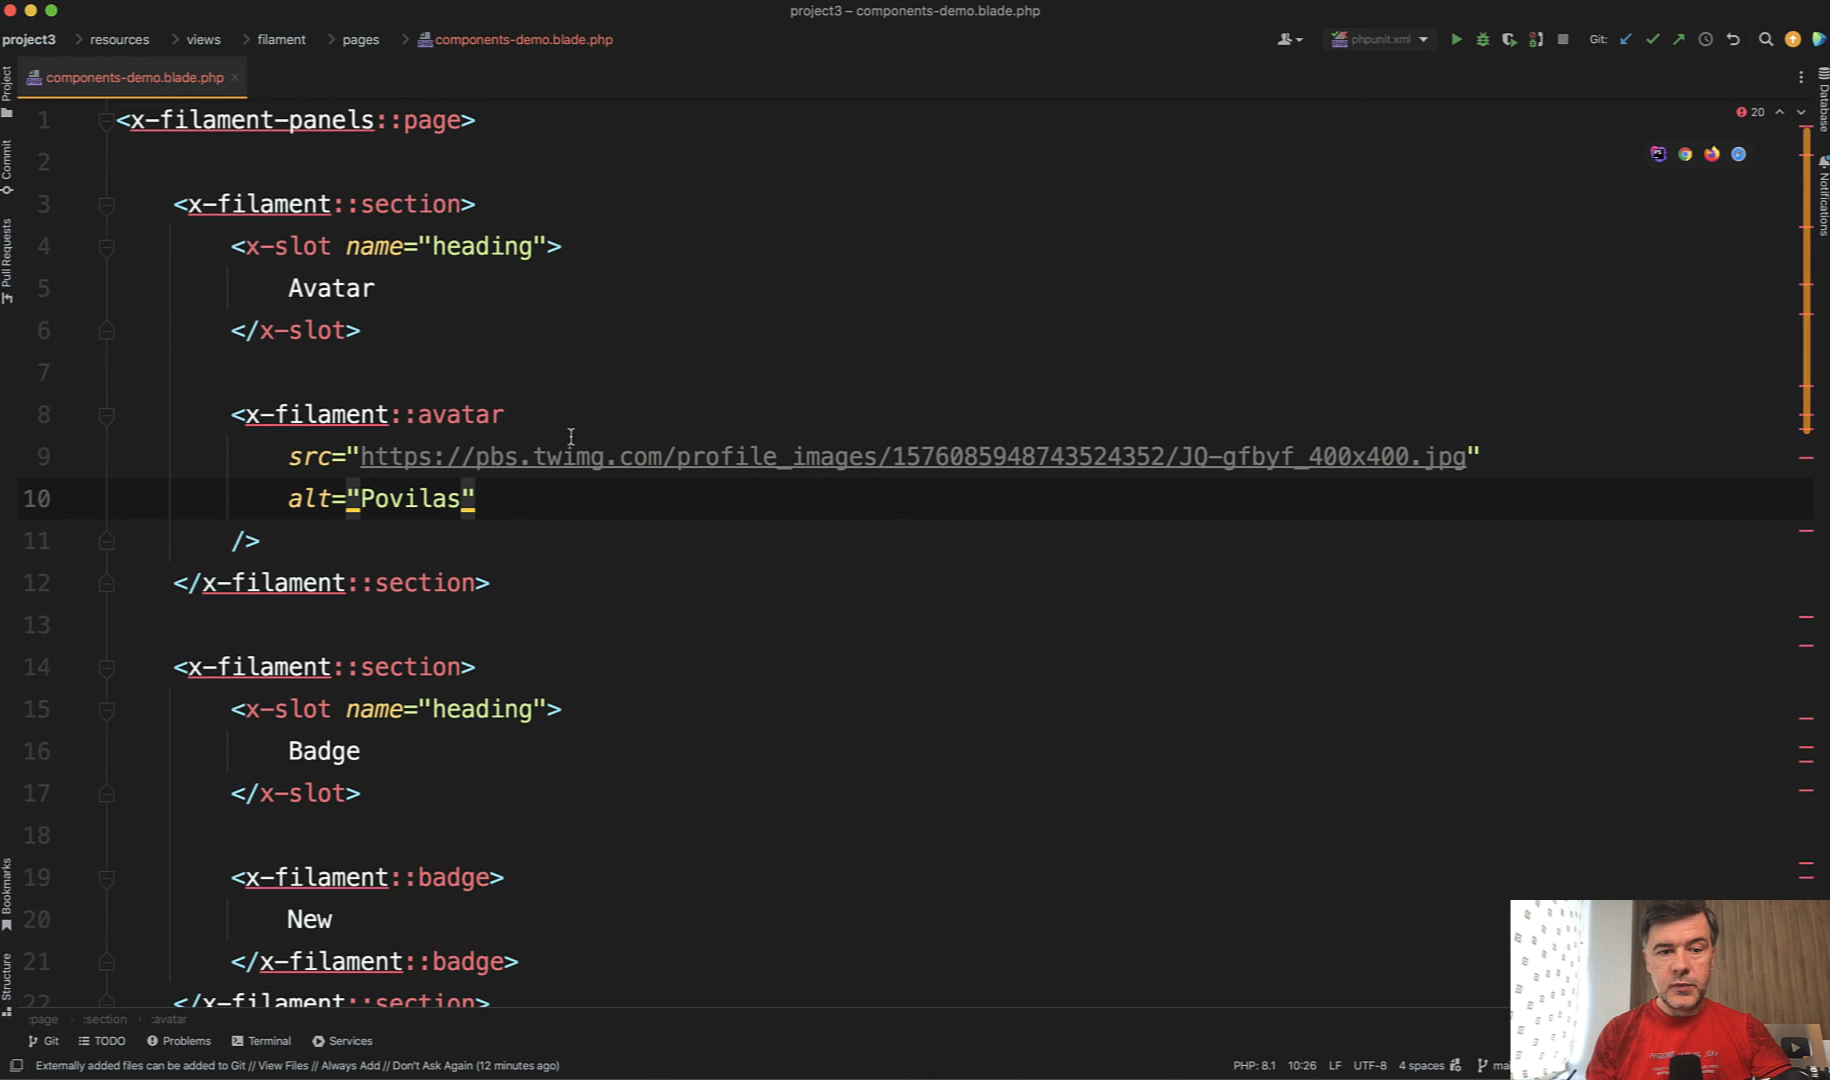 project3 – components-demo.blade.php
project3 resources views filament pages components-demo.blade.php phpunit.xml Git:
components-demo.blade.php
20
Project
Commit
Pull Requests
Bookmarks
Structure
Database
Notifications
1 <x-filament-panels::page>
2
3 <x-filament::section>
4 <x-slot name="heading">
5 Avatar
6 </x-slot>
7
8 <x-filament::avatar
9 src="https://pbs.twimg.com/profile_images/1576085948743524352/JQ-gfbyf_400x400.jpg"
10 alt="Povilas"
11 />
12 </x-filament::section>
13
14 <x-filament::section>
15 <x-slot name="heading">
16 Badge
17 </x-slot>
18
19 <x-filament::badge>
20 New
21 </x-filament::badge>
22 </x-filament::section>
:page :section :avatar
Git TODO Problems Terminal Services
Externally added files can be added to Git // View Files // Always Add // Don't Ask Again (12 minutes ago) PHP: 8.1 10:26 LF UTF-8 4 spaces